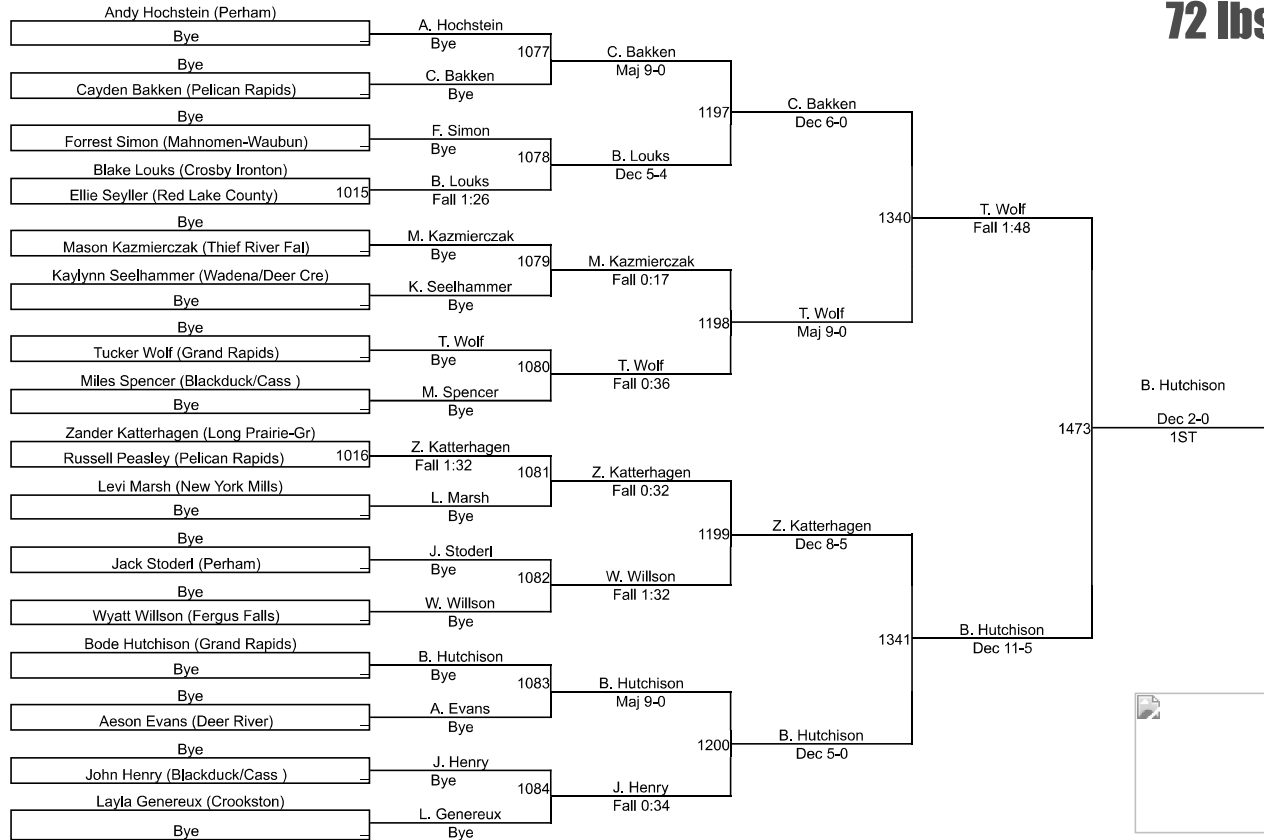 72 lbs
Andy Hochstein (Perham)
Bye
Bye
Cayden Bakken (Pelican Rapids)
Bye
Forrest Simon (Mahnomen-Waubun)
Blake Louks (Crosby Ironton)
Ellie Seyller (Red Lake County)
1015
Bye
Mason Kazmierczak (Thief River Fal)
Kaylynn Seelhammer (Wadena/Deer Cre)
Bye
Bye
Tucker Wolf (Grand Rapids)
Miles Spencer (Blackduck/Cass )
Bye
Zander Katterhagen (Long Prairie-Gr)
Russell Peasley (Pelican Rapids)
1016
Levi Marsh (New York Mills)
Bye
Bye
Jack Stoderl (Perham)
Bye
Wyatt Willson (Fergus Falls)
Bode Hutchison (Grand Rapids)
Bye
Bye
Aeson Evans (Deer River)
Bye
John Henry (Blackduck/Cass )
Layla Genereux (Crookston)
Bye
A. Hochstein
Bye
1077
C. Bakken
Bye
F. Simon
Bye
1078
B. Louks
Fall 1:26
M. Kazmierczak
Bye
1079
K. Seelhammer
Bye
T. Wolf
Bye
1080
M. Spencer
Bye
Z. Katterhagen
Fall 1:32
1081
L. Marsh
Bye
J. Stoderl
Bye
1082
W. Willson
Bye
B. Hutchison
Bye
1083
A. Evans
Bye
J. Henry
Bye
1084
L. Genereux
Bye
C. Bakken
Maj 9-0
1197
B. Louks
Dec 5-4
M. Kazmierczak
Fall 0:17
1198
T. Wolf
Fall 0:36
Z. Katterhagen
Fall 0:32
1199
W. Willson
Fall 1:32
B. Hutchison
Maj 9-0
1200
J. Henry
Fall 0:34
C. Bakken
Dec 6-0
1340
T. Wolf
Maj 9-0
Z. Katterhagen
Dec 8-5
1341
B. Hutchison
Dec 5-0
T. Wolf
Fall 1:48
1473
B. Hutchison
Dec 11-5
B. Hutchison
Dec 2-0
1ST